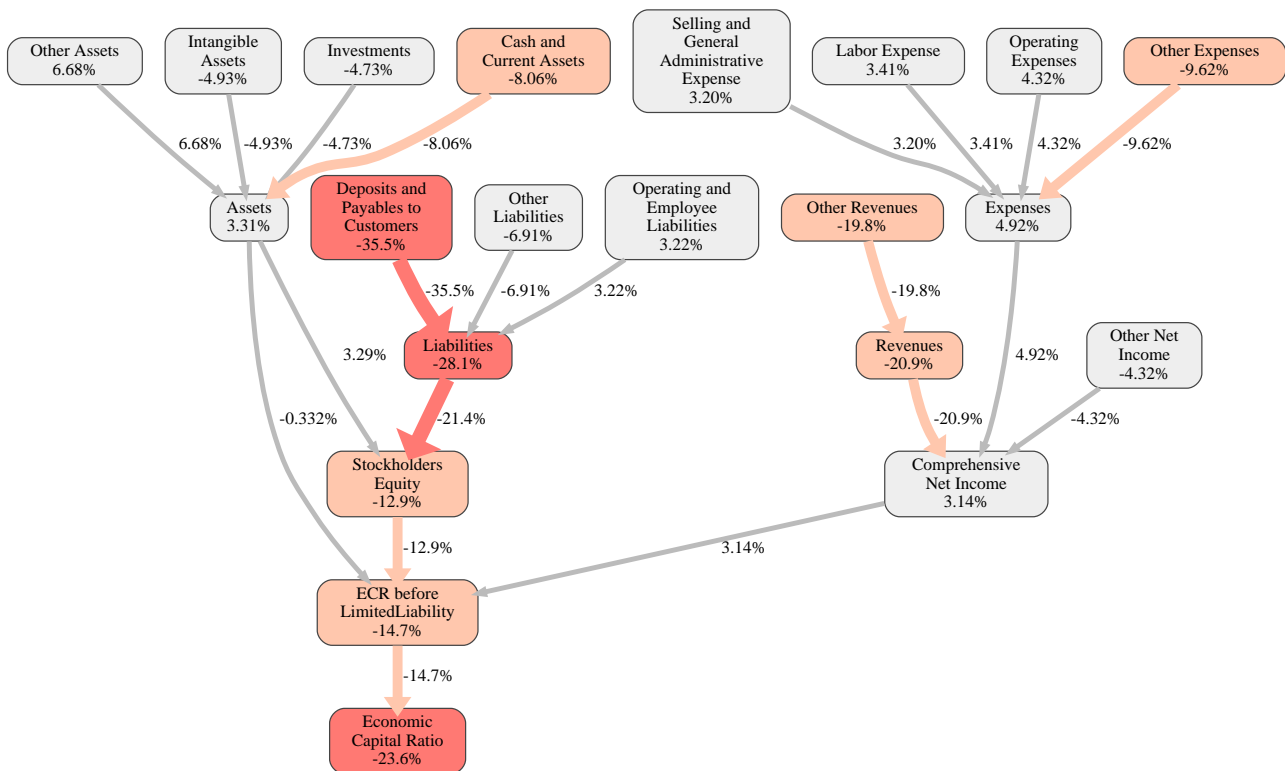 Other Assets
6.68%
Intangible
Assets
-4.93%
Investments
-4.73%
Cash and
Current Assets
-8.06%
Selling and
General
Administrative
Expense
3.20%
Labor Expense
3.41%
Operating
Expenses
4.32%
Other Expenses
-9.62%
6.68%
-4.93%
-4.73%
-8.06%
3.20%
3.41%
4.32%
-9.62%
Assets
3.31%
Deposits and
Payables to
Customers
-35.5%
Other
Liabilities
-6.91%
Operating and
Employee
Liabilities
3.22%
Other Revenues
-19.8%
Expenses
4.92%
-35.5%
-6.91%
3.22%
-19.8%
3.29%
Liabilities
-28.1%
Revenues
-20.9%
4.92%
Other Net
Income
-4.32%
-0.332%
-21.4%
-20.9%
-4.32%
Stockholders
Equity
-12.9%
Comprehensive
Net Income
3.14%
-12.9%
3.14%
ECR before
LimitedLiability
-14.7%
-14.7%
Economic
Capital Ratio
-23.6%